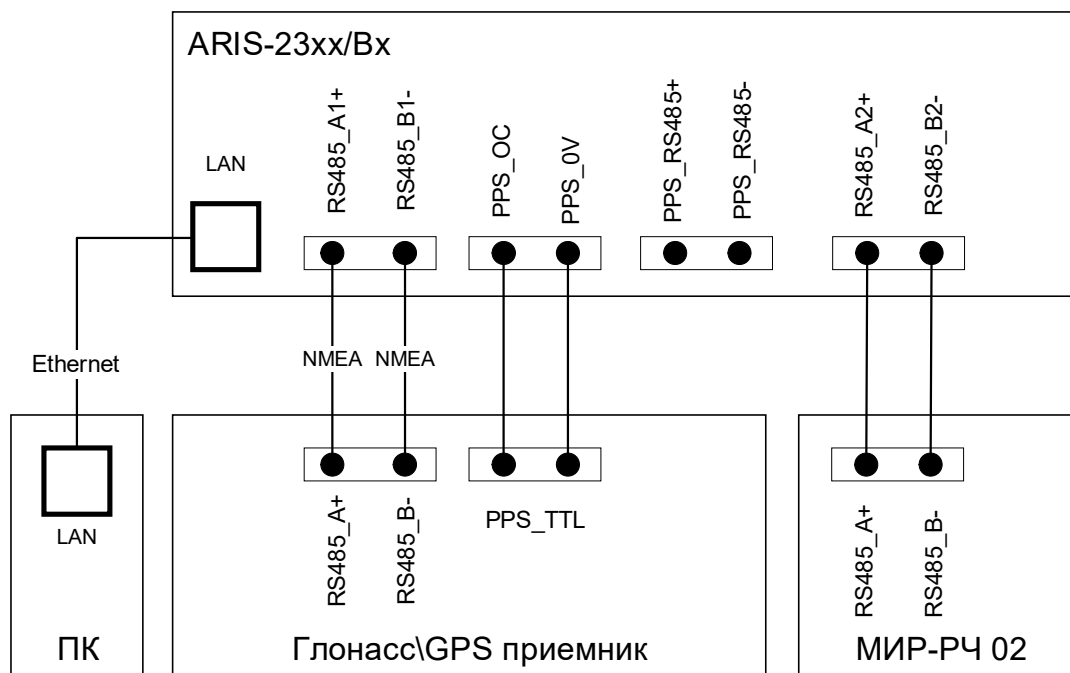 ARIS-23xx/Bx
LAN
RS485_A1+
RS485_B1-
PPS_OC
PPS_0V
PPS_RS485+
PPS_RS485-
RS485_A2+
RS485_B2-
Ethernet
NMEA
NMEA
LAN
ПК
RS485_A+
RS485_B-
PPS_TTL
Глонасс\GPS приемник
RS485_A+
RS485_B-
МИР-РЧ 02